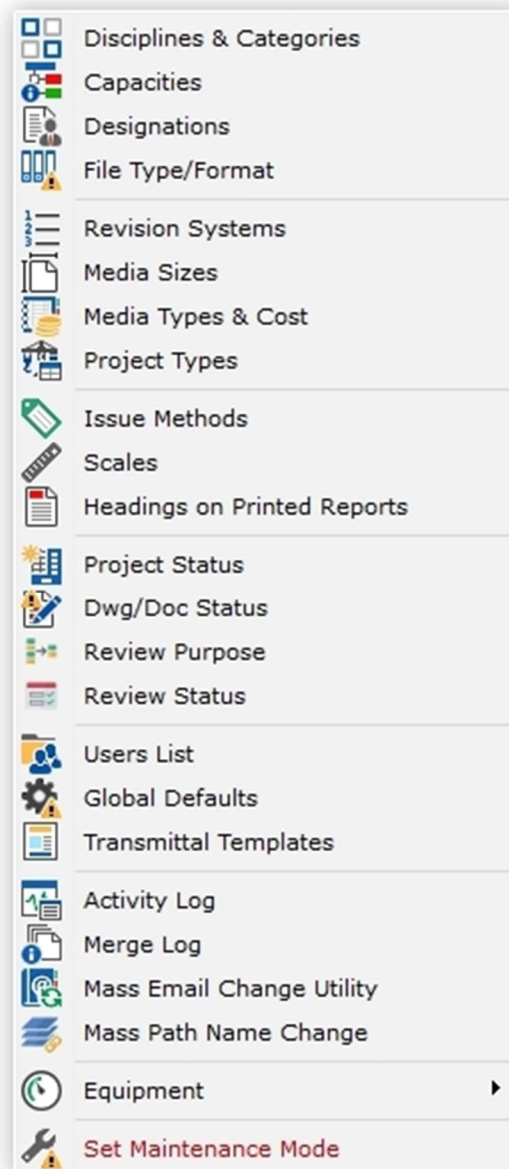 Disciplines & Categories
Capacities
Designations
File Type/Format
Revision Systems
Media Sizes
Media Types & Cost
Project Types
Issue Methods
Scales
Headings on Printed Reports
Project Status
Dwg/Doc Status
Review Purpose
Review Status
Users List
Global Defaults
Transmittal Templates
Activity Log
Merge Log
Mass Email Change Utility
Mass Path Name Change
Equipment
Set Maintenance Mode